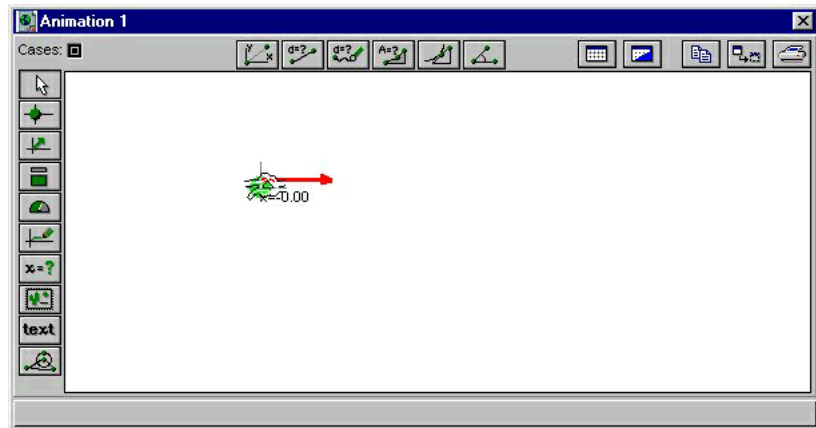 Animation 1
Cases:
y x d=? d=? A=?
x=-0.00
x=?
text